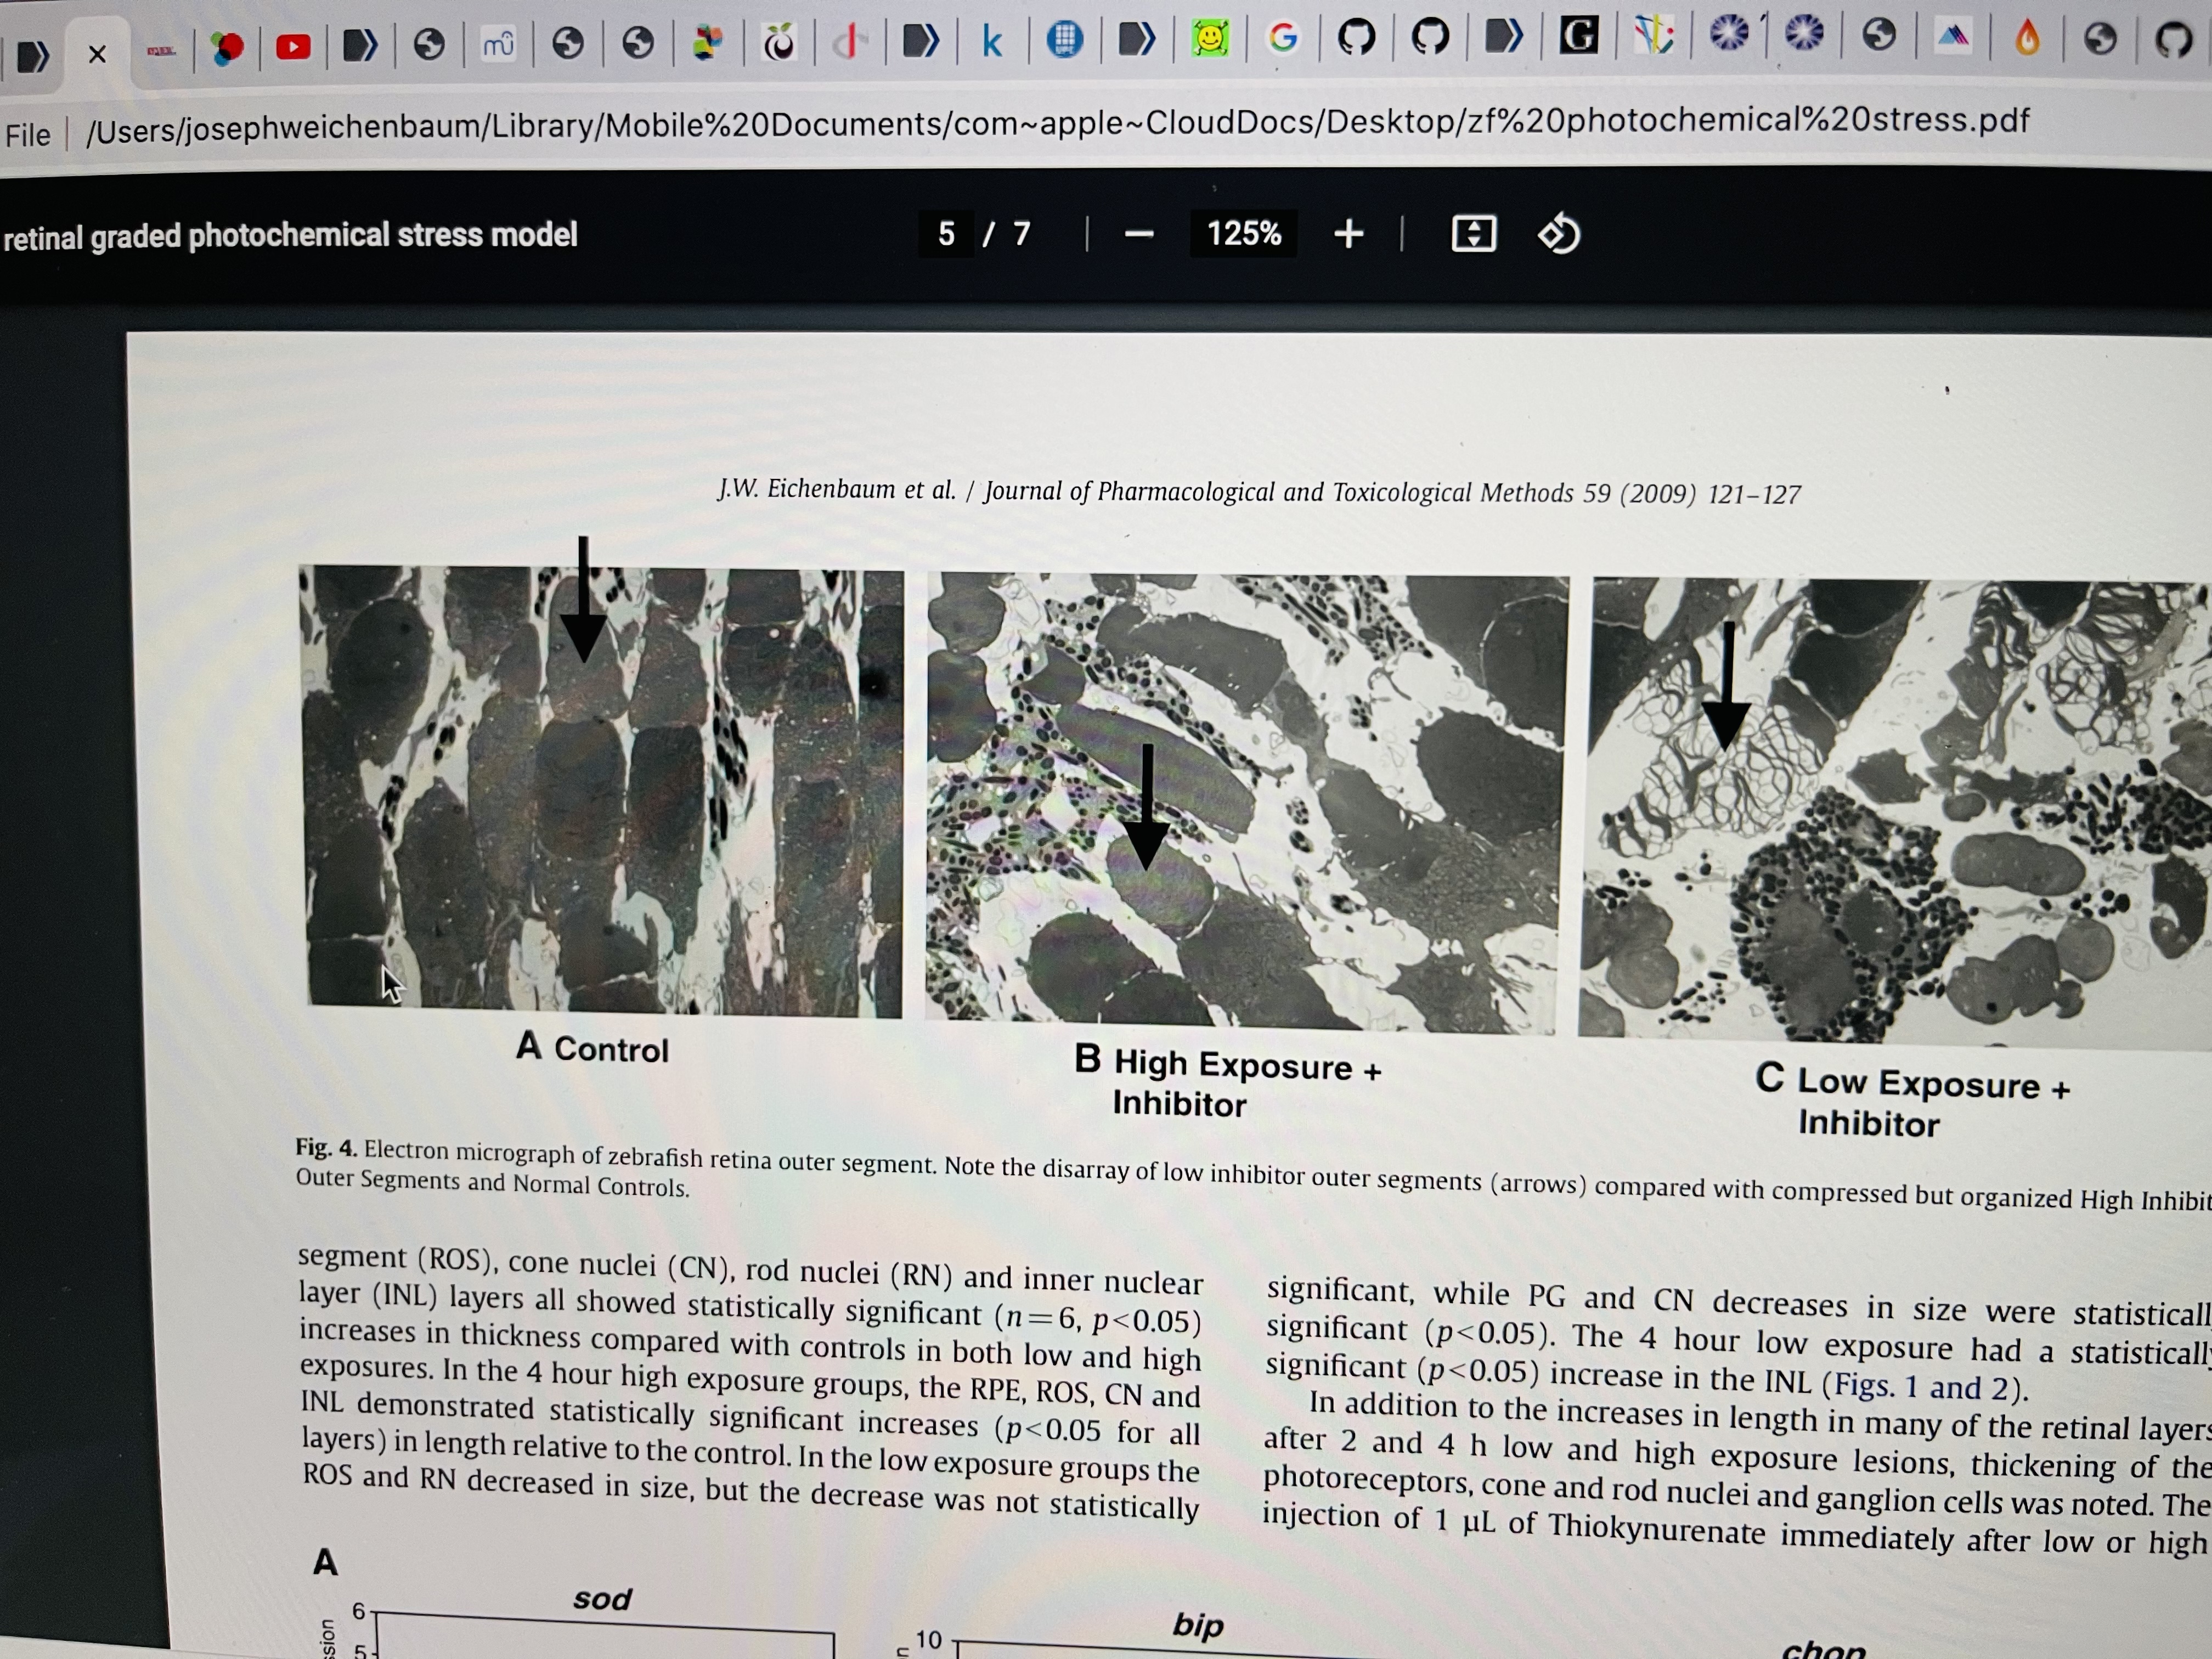 File | /Users/josephweichenbaum/Library/Mobile%20Documents/com~apple~CloudDocs/Desktop/zf%20photochemical%20stress.pdf
retinal graded photochemical stress model
5 / 7
125%
J.W. Eichenbaum et al. / Journal of Pharmacological and Toxicological Methods 59 (2009) 121–127
A Control
B High Exposure +
Inhibitor
C Low Exposure +
Inhibitor
Fig. 4. Electron micrograph of zebrafish retina outer segment. Note the disarray of low inhibitor outer segments (arrows) compared with compressed but organized High Inhibit
Outer Segments and Normal Controls.
segment (ROS), cone nuclei (CN), rod nuclei (RN) and inner nuclear
layer (INL) layers all showed statistically significant (n=6, p<0.05)
increases in thickness compared with controls in both low and high
exposures. In the 4 hour high exposure groups, the RPE, ROS, CN and
INL demonstrated statistically significant increases (p<0.05 for all
layers) in length relative to the control. In the low exposure groups the
ROS and RN decreased in size, but the decrease was not statistically
significant, while PG and CN decreases in size were statistically
significant (p<0.05). The 4 hour low exposure had a statistically
significant (p<0.05) increase in the INL (Figs. 1 and 2).
In addition to the increases in length in many of the retinal layers
after 2 and 4 h low and high exposure lesions, thickening of the
photoreceptors, cone and rod nuclei and ganglion cells was noted. The
injection of 1 μL of Thiokynurenate immediately after low or high
A
sod
6
5
ssion
bip
10
chop